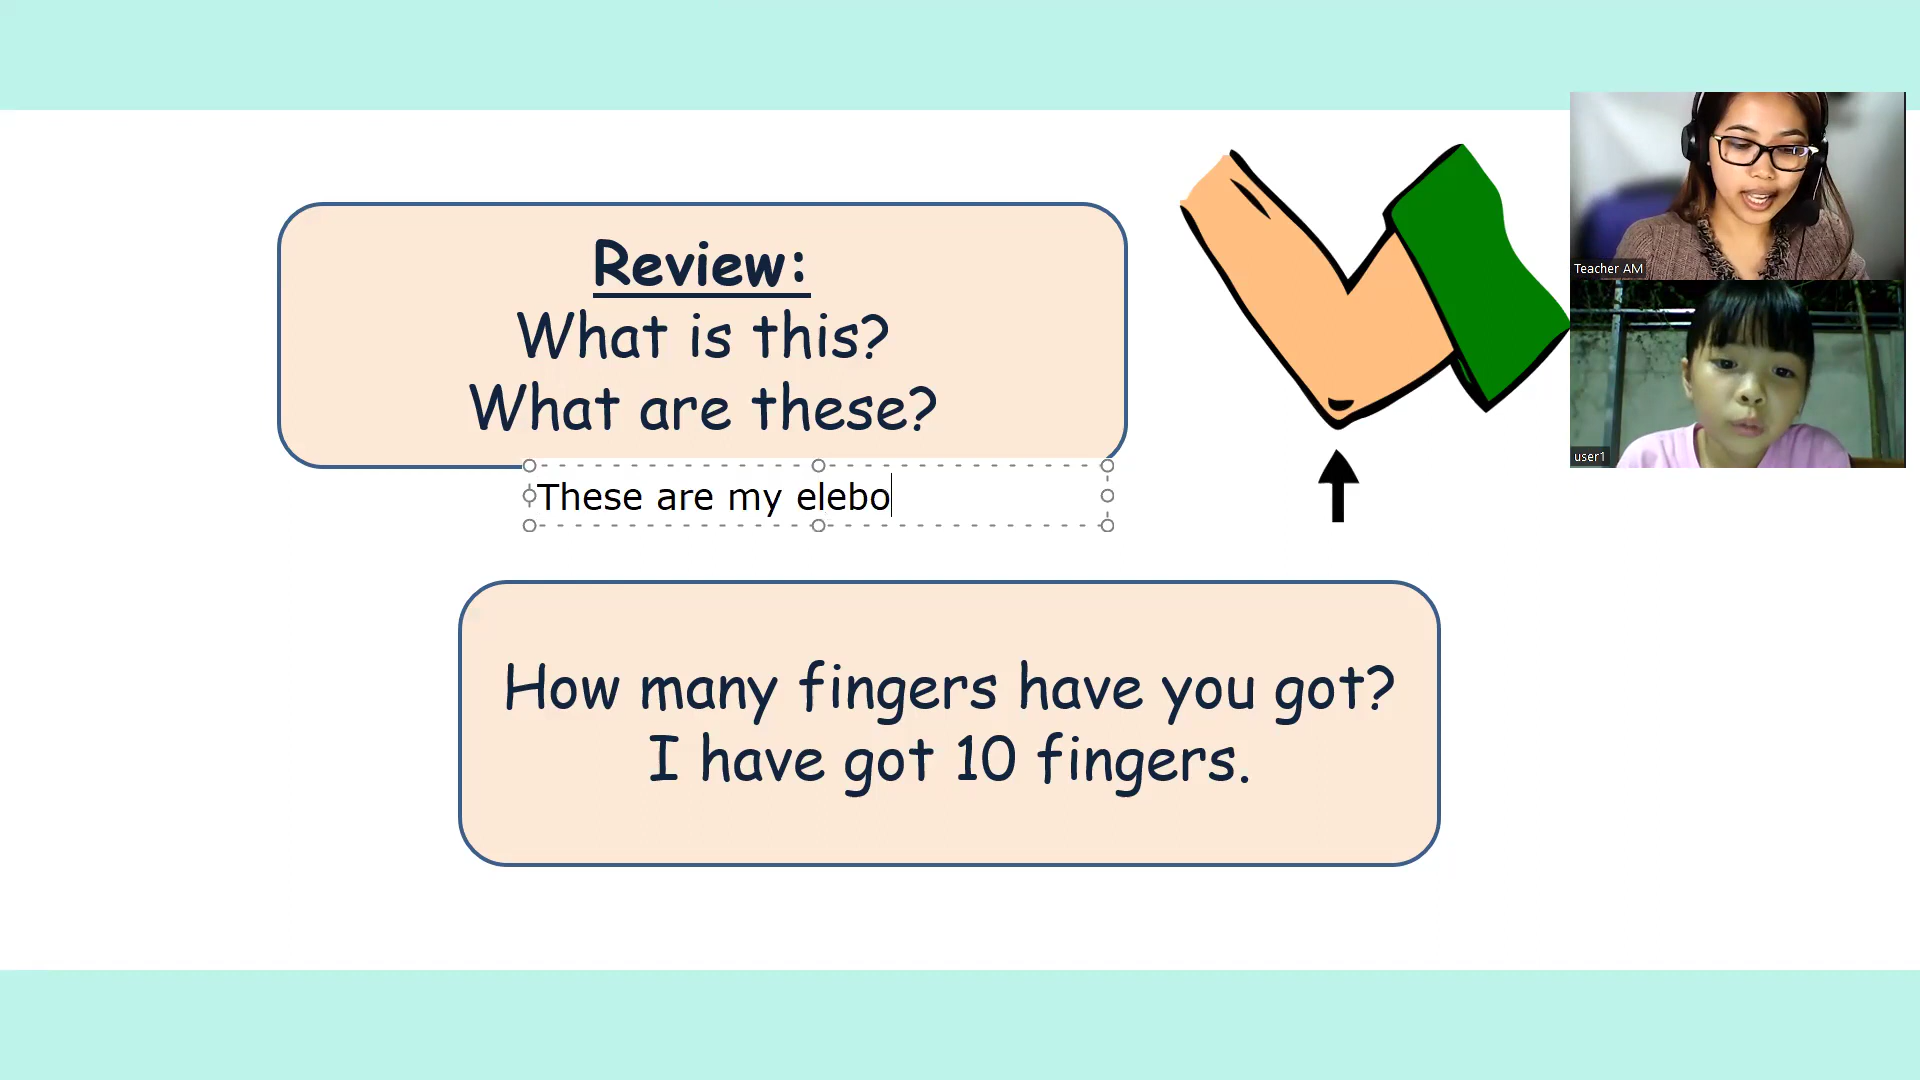 Review:
What is this?
What are these?
These are my elebo
How many fingers have you got?
I have got 10 fingers.
Teacher AM
user1